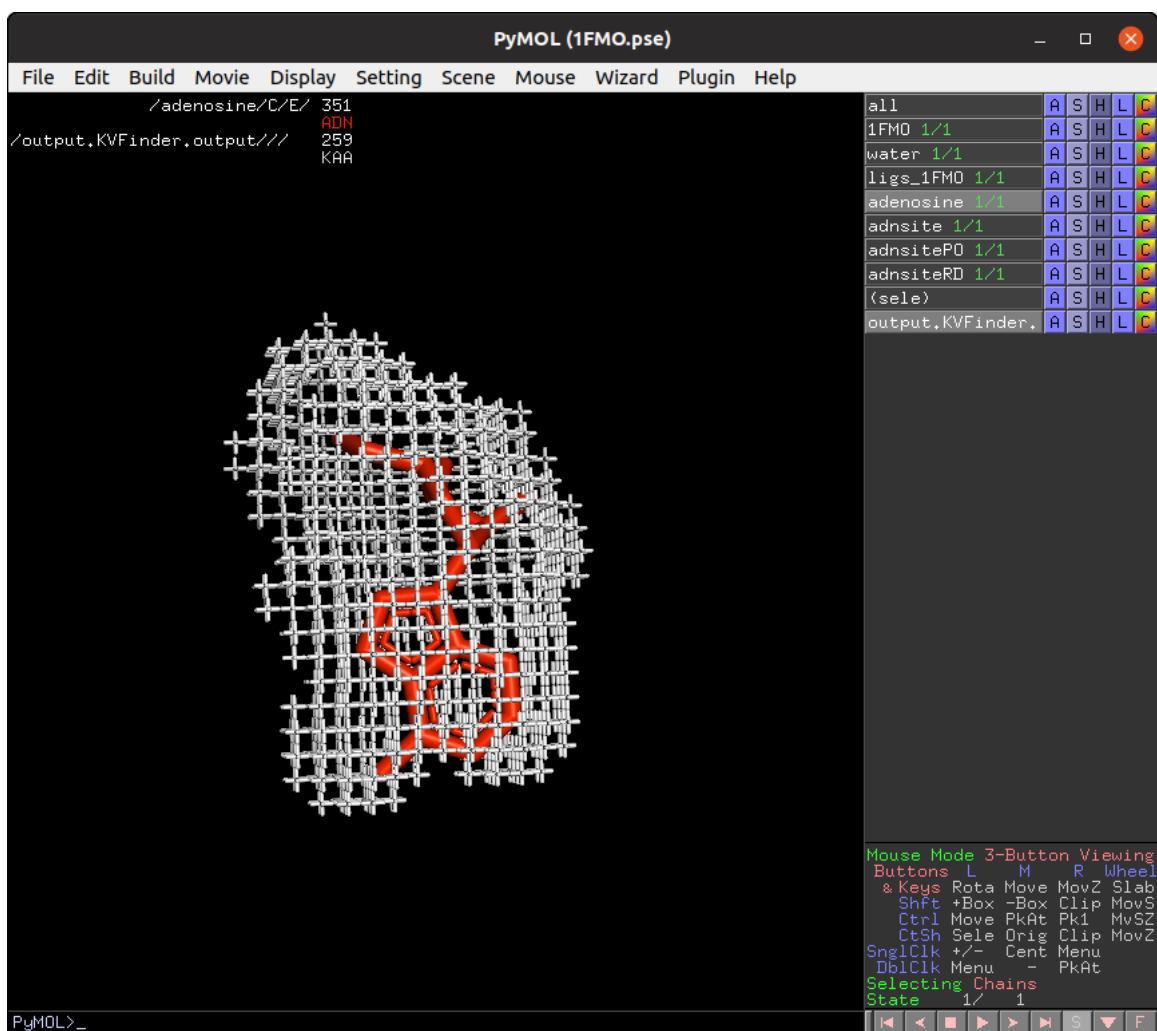 PyMOL (1FMO.pse)
File Edit Build Movie Display Setting Scene Mouse Wizard Plugin Help
/adenosine/C/E/ 351
ADN
/output.KVFinder.output/// 259
KAA
all A S H L C
1FMO 1/1 A S H L C
water 1/1 A S H L C
ligs_1FMO 1/1 A S H L C
adenosine 1/1 A S H L C
adnsite 1/1 A S H L C
adnsitePO 1/1 A S H L C
adnsiteRD 1/1 A S H L C
(sele) A S H L C
output.KVFinder. A S H L C
Mouse Mode 3-Button Viewing
Buttons L M R Wheel
& Keys Rota Move MovZ Slab
Shft +Box -Box Clip MovS
Ctrl Move PkAt Pk1 MvSZ
CtSh Sele Orig Clip MovZ
SnglClk +/- Cent Menu
DblClk Menu - PkAt
Selecting Chains
State 1/ 1
PyMOL>_
S F